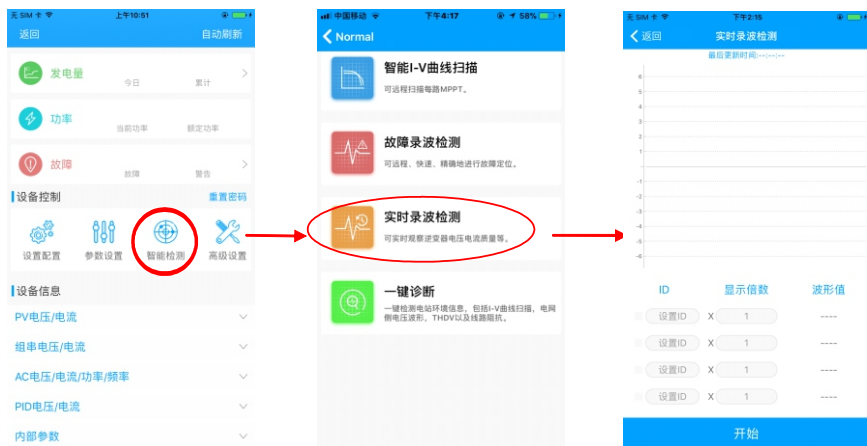 无 SIM 卡
上午10:51
返回
自动刷新
发电量
今日
累计
功率
当前功率
额定功率
故障
故障
警告
设备控制
重置密码
设置配置
参数设置
智能检测
高级设置
设备信息
PV电压/电流
组串电压/电流
AC电压/电流/功率/频率
PID电压/电流
内部参数
中国移动
下午4:17
58%
Normal
智能I-V曲线扫描
可远程扫描每路MPPT。
故障录波检测
可远程、快速、精确地进行故障定位。
实时录波检测
可实时观察逆变器电压电流质量等。
一键诊断
一键检测电站环境信息，包括I-V曲线扫描，电网
侧电压波形，THDV以及线路阻抗。
无 SIM 卡
下午2:15
返回
实时录波检测
最后更新时间:--:--:--
6
5
4
3
2
1
-1
-2
-3
-4
-5
-6
ID
显示倍数
波形值
设置ID X 1 ----
设置ID X 1 ----
设置ID X 1 ----
设置ID X 1 ----
开始